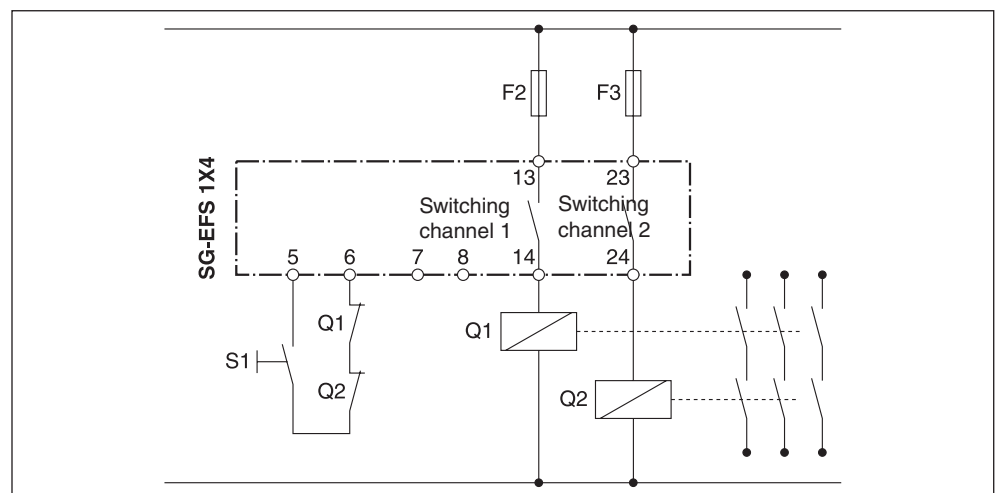 F2
F3
SG-EFS 1X4
13
23
Switching
channel 1
Switching
channel 2
5
6
7
8
14
24
Q1
Q1
S1
Q2
Q2